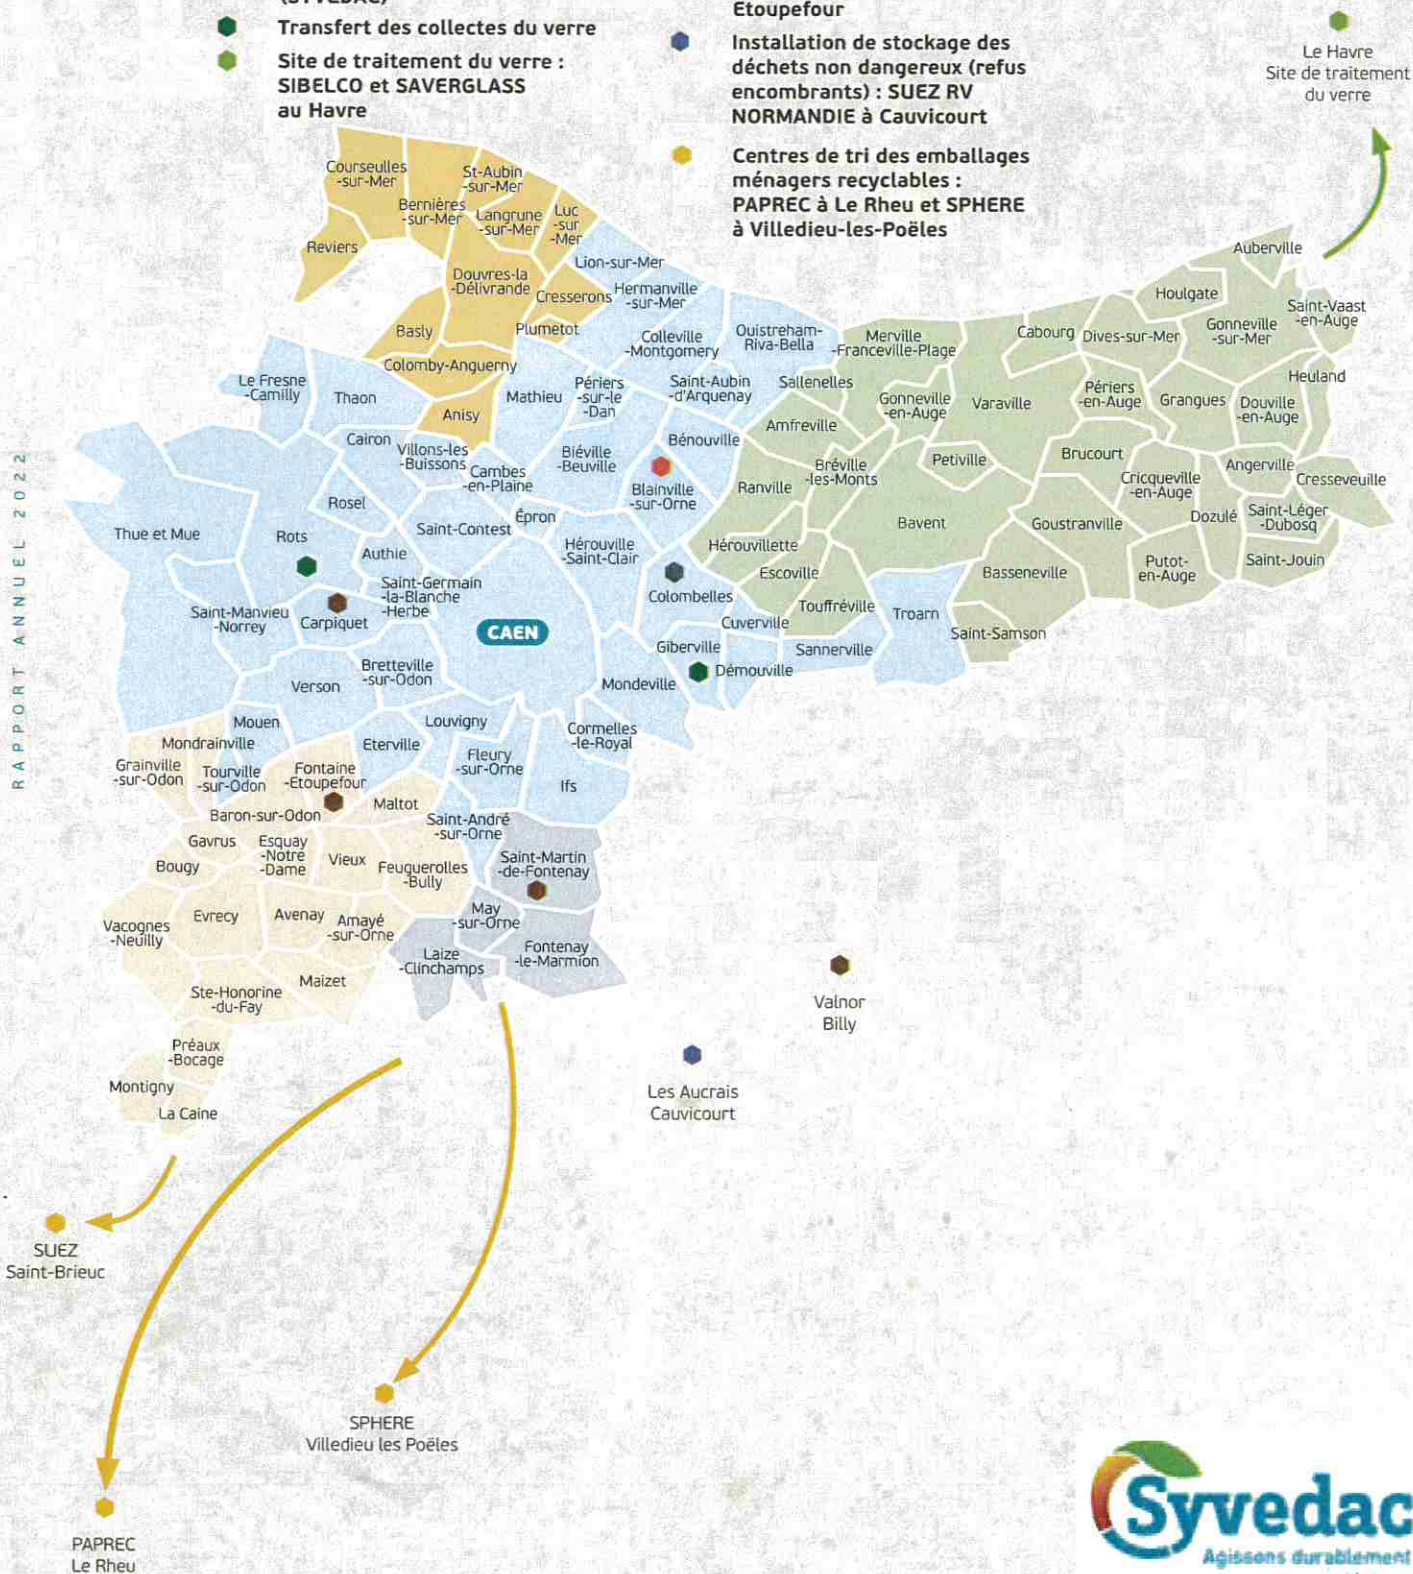 (SYVEDAC)
Transfert des collectes du verre
Site de traitement du verre :
SIBELCO et SAVERGLASS
au Havre
Etoupefour
Installation de stockage des
déchets non dangereux (refus
encombrants) : SUEZ RV
NORMANDIE à Cauvicourt
Centres de tri des emballages
ménagers recyclables :
PAPREC à Le Rheu et SPHERE
à Villedieu-les-Poëles
Le Havre
Site de traitement
du verre
Courseulles
-sur-Mer
St-Aubin
-sur-Mer
Bernières
-sur-Mer
Langrune
-sur-Mer
Luc
-sur
-Mer
Reviers
Lion-sur-Mer
Douvres-la
-Délivrande
Cresserons
Hermanville
-sur-Mer
Basly
Plumetot
Colleville
-Montgomery
Ouistreham-
Riva-Bella
Colomby-Anguerny
Merville
-Franceville-Plage
Cabourg
Dives-sur-Mer
Houlgate
Auberville
Gonneville
-sur-Mer
Saint-Vaast
-en-Auge
Heuland
Le Fresne
-Camilly
Thaon
Anisy
Mathieu
Périers
-sur-le
-Dan
Saint-Aubin
-d'Arquenay
Sallenelles
Gonneville
-en-Auge
Varaville
Périers
-en-Auge
Grangues
Douville
-en-Auge
Amfreville
Cairon
Villons-les
-Buissons
Cambes
-en-Plaine
Biéville
-Beuville
Bénouville
Blainville
-sur-Orne
Ranville
Bréville
-les-Monts
Petiville
Brucourt
Cricqueville
-en-Auge
Angerville
Cresseveuille
Rosel
Saint-Contest
Épron
Bavent
Goustranville
Dozulé
Saint-Léger
-Dubosq
Thue et Mue
Rots
Authie
Hérouville
-Saint-Clair
Hérouvillette
Escoville
Basseneville
Putot-
en-Auge
Saint-Jouin
Saint-Germain
-la-Blanche
-Herbe
Colombelles
Saint-Manvieu
-Norrey
Carpiquet
CAEN
Cuverville
Touffréville
Troarn
Saint-Samson
Giberville
Démouville
Sannerville
Bretteville
-sur-Odon
Verson
Mondeville
Mouen
Mondrainville
Louvigny
Eterville
Cormelles
-le-Royal
Grainville
-sur-Odon
Tourville
-sur-Odon
Fontaine
-Etoupefour
Fleury
-sur-Orne
Ifs
Maltot
Baron-sur-Odon
Saint-André
-sur-Orne
Gavrus
Esquay
-Notre
-Dame
Vieux
Feuguerolles
-Bully
Bougy
Saint-Martin
-de-Fontenay
Vacognes
-Neuilly
Evrecy
Avenay
Amayé
-sur-Orne
May
-sur-Orne
Laize
-Clinchamps
Fontenay
-le-Marmion
Maizet
Ste-Honorine
-du-Fay
Préaux
-Bocage
Montigny
La Caine
Valnor
Billy
Les Aucrais
Cauvicourt
SUEZ
Saint-Brieuc
SPHERE
Villedieu les Poëles
PAPREC
Le Rheu
RAPPORT ANNUEL 2022
Syvedac
Agissons durablement